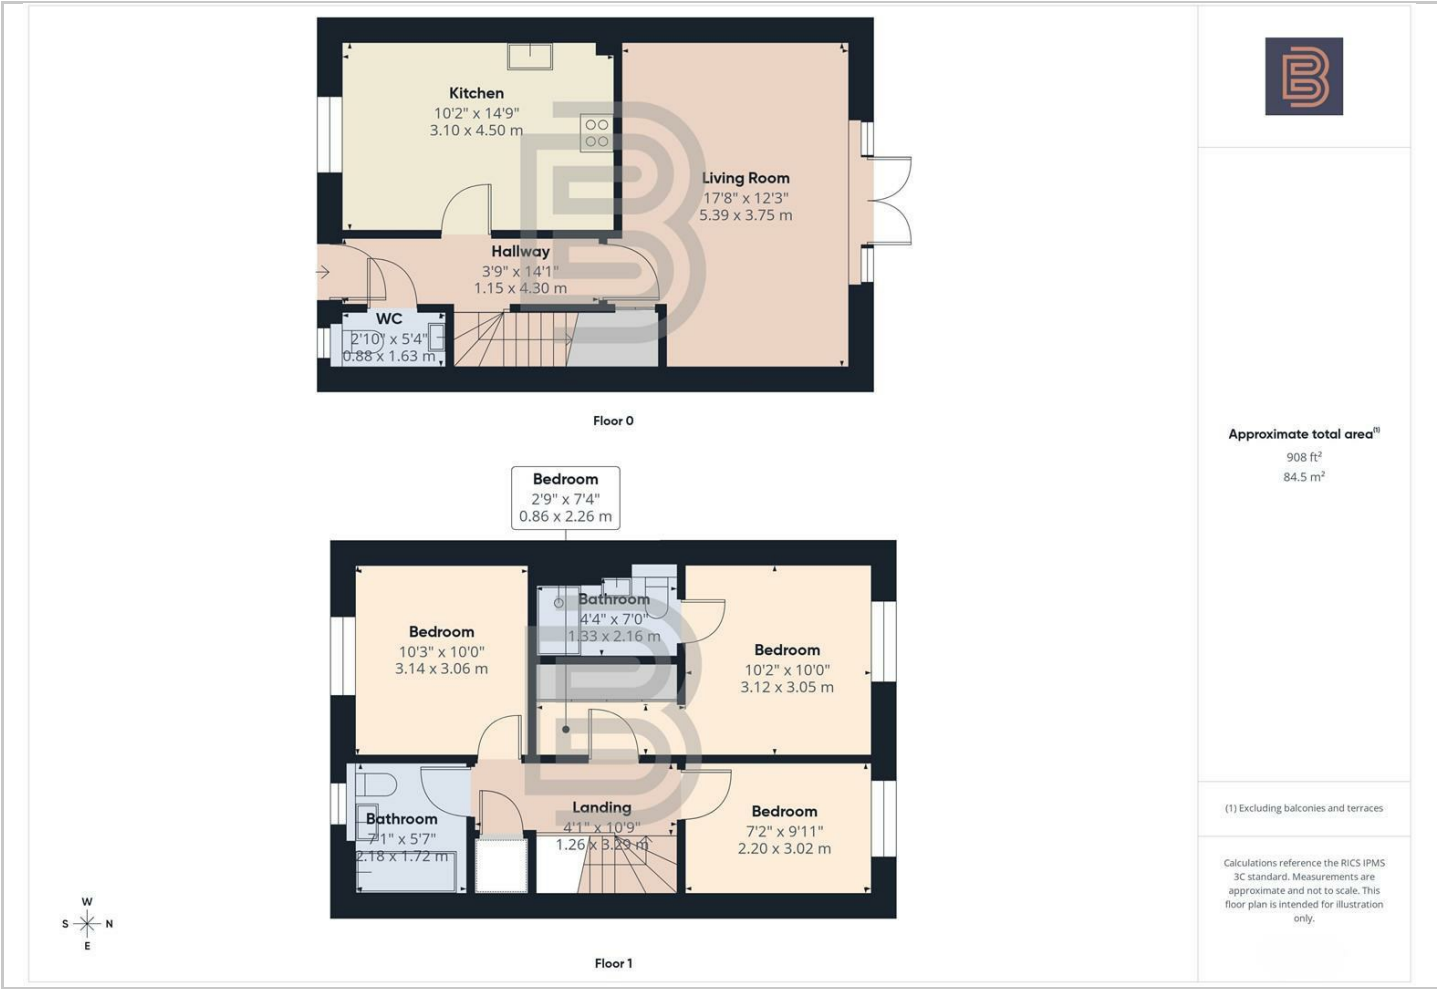 Kitchen
10'2" x 14'9"
3.10 x 4.50 m
Living Room
17'8" x 12'3"
5.39 x 3.75 m
Hallway
3'9" x 14'1"
1.15 x 4.30 m
WC
2'10" x 5'4"
0.88 x 1.63 m
Floor 0
Bedroom
2'9" x 7'4"
0.86 x 2.26 m
Bathroom
4'4" x 7'0"
1.33 x 2.16 m
Bedroom
10'3" x 10'0"
3.14 x 3.06 m
Bedroom
10'2" x 10'0"
3.12 x 3.05 m
Bathroom
7'1" x 5'7"
2.18 x 1.72 m
Landing
4'1" x 10'9"
1.26 x 3.29 m
Bedroom
7'2" x 9'11"
2.20 x 3.02 m
W
S N
E
Floor 1
B
Approximate total area(1)
908 ft²
84.5 m²
(1) Excluding balconies and terraces
Calculations reference the RICS IPMS
3C standard. Measurements are
approximate and not to scale. This
floor plan is intended for illustration
only.